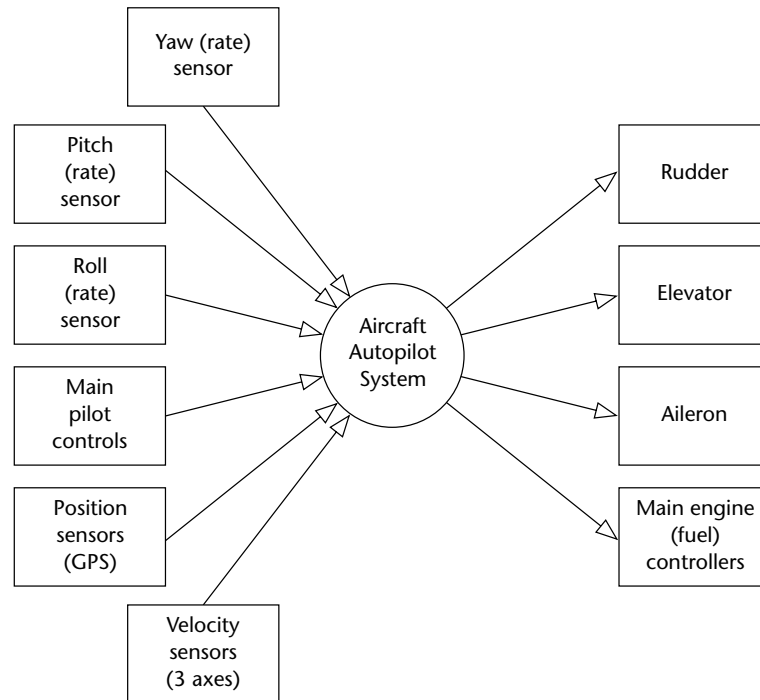 Yaw (rate)
sensor
Pitch
(rate)
sensor
Roll
(rate)
sensor
Main
pilot
controls
Position
sensors
(GPS)
Velocity
sensors
(3 axes)
Aircraft
Autopilot
System
Rudder
Elevator
Aileron
Main engine
(fuel)
controllers